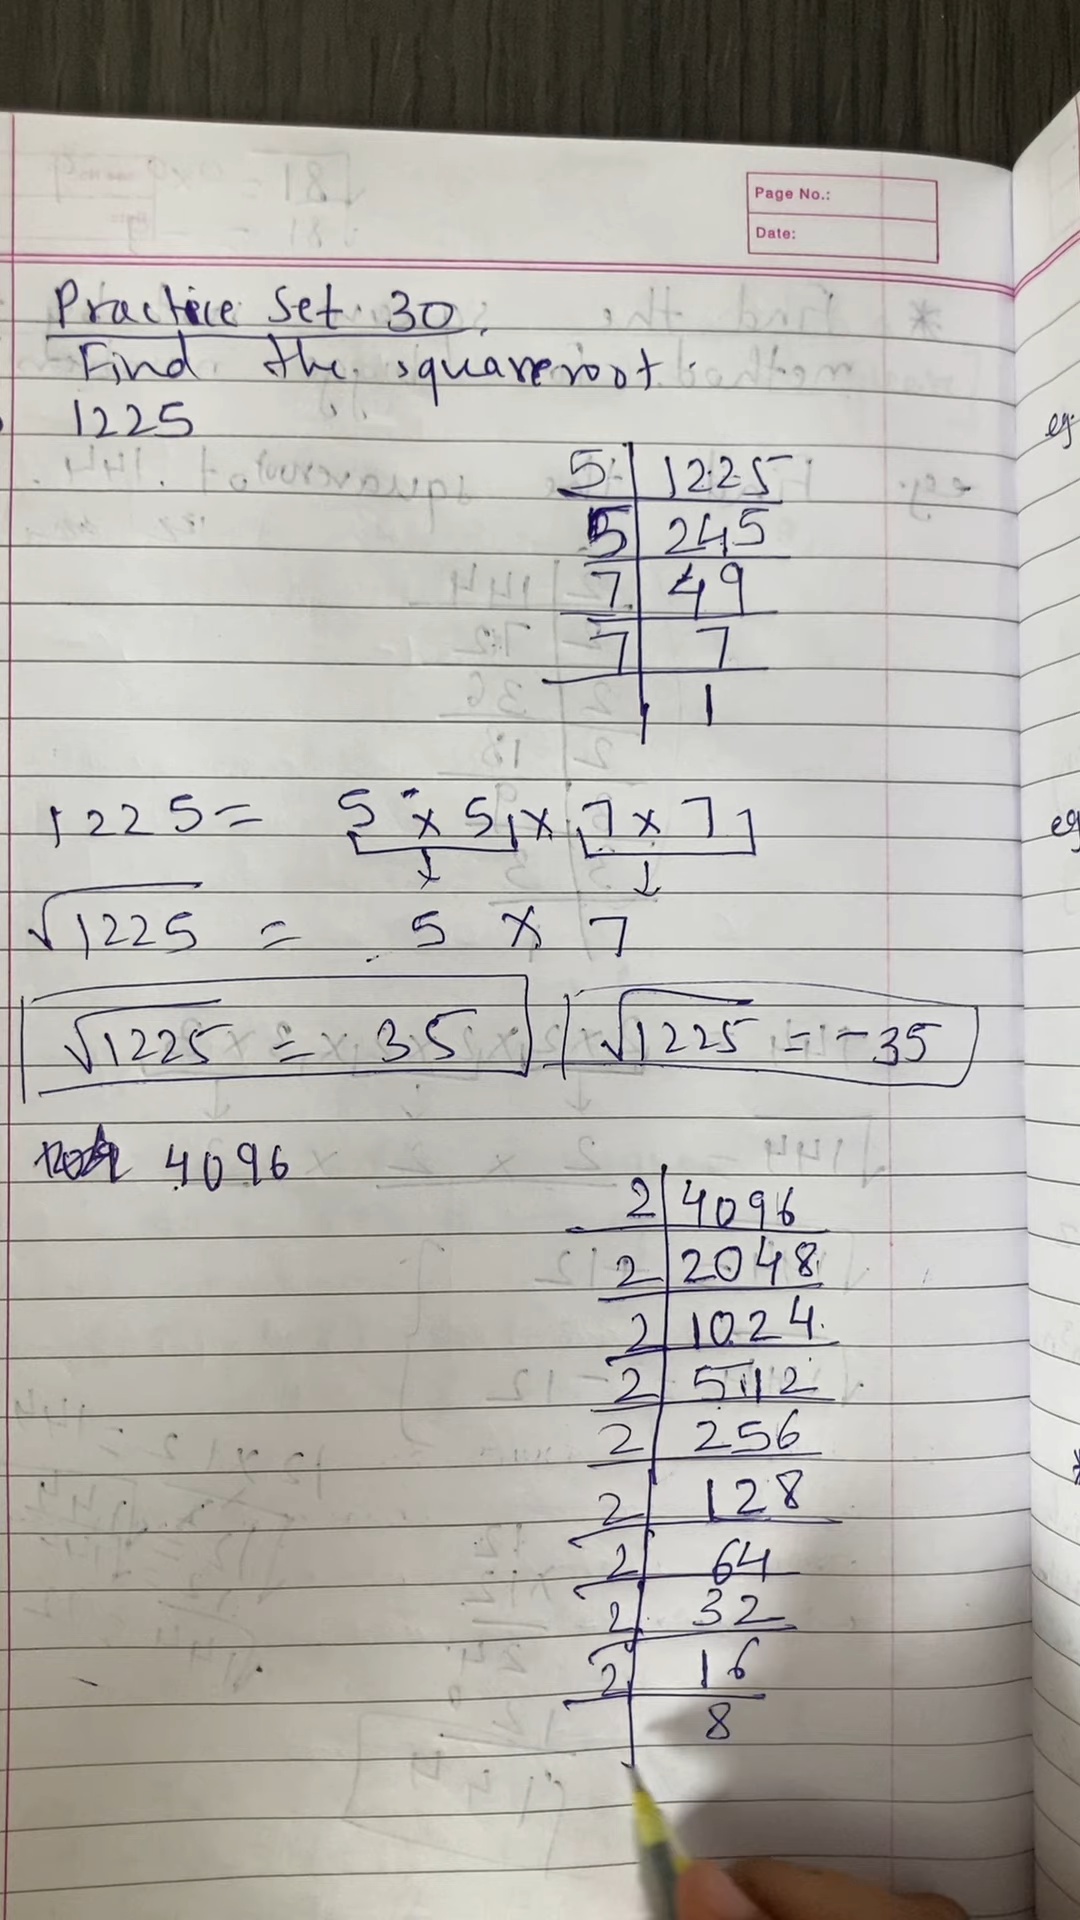 Page No.:
Date:
Practice Set 30.
Find the squareroot.
1225
5 | 1225
5 | 245
7 | 49
7 | 7
| 1
1225 = 5 × 5 × 7 × 7
√1225 = 5 × 7
√1225 = 35 √1225 = -35
4096
2 | 4096
2 | 2048
2 | 1024
2 | 512
2 | 256
2 | 128
2 | 64
2 | 32
2 | 16
| 8
eg.
eg